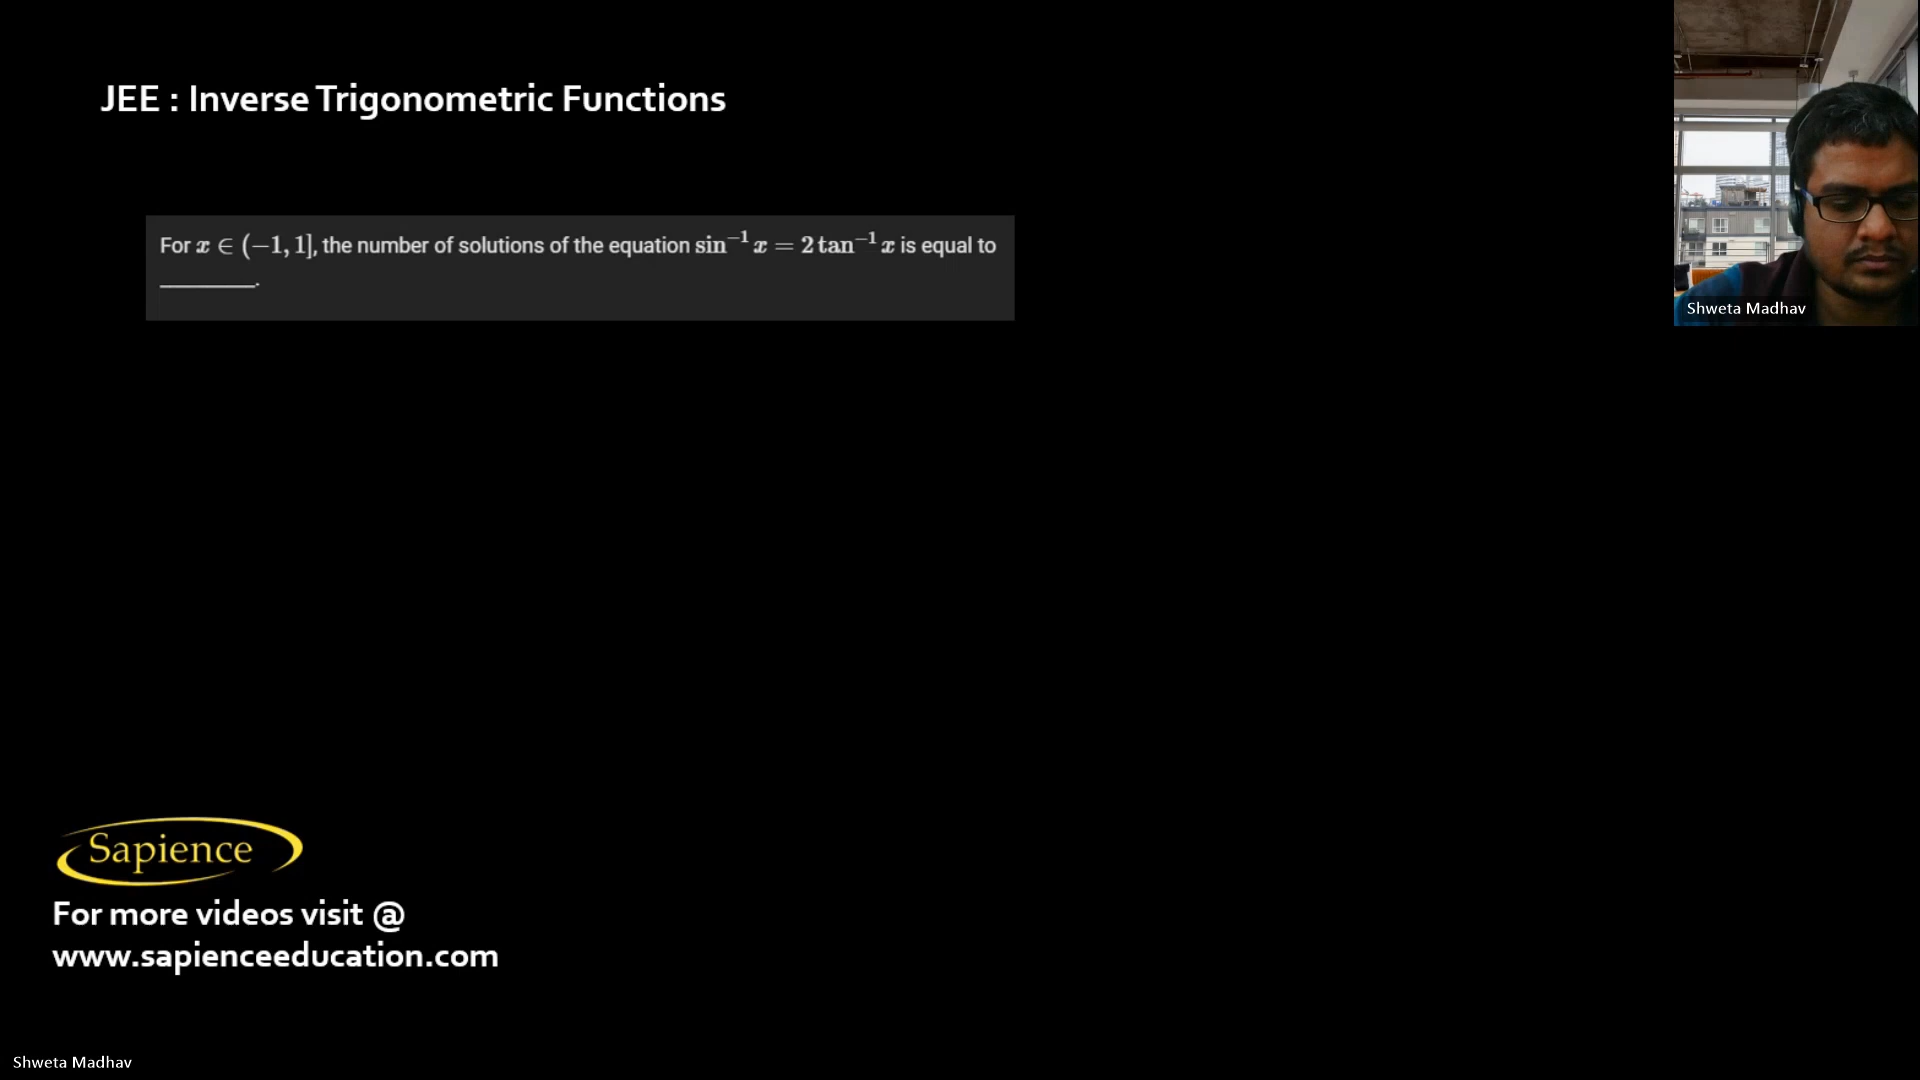 JEE : Inverse Trigonometric Functions
For x ∈ (−1, 1], the number of solutions of the equation sin⁻¹ x = 2 tan⁻¹ x is equal to
________.
Shweta Madhav
Sapience
For more videos visit @
www.sapienceeducation.com
Shweta Madhav